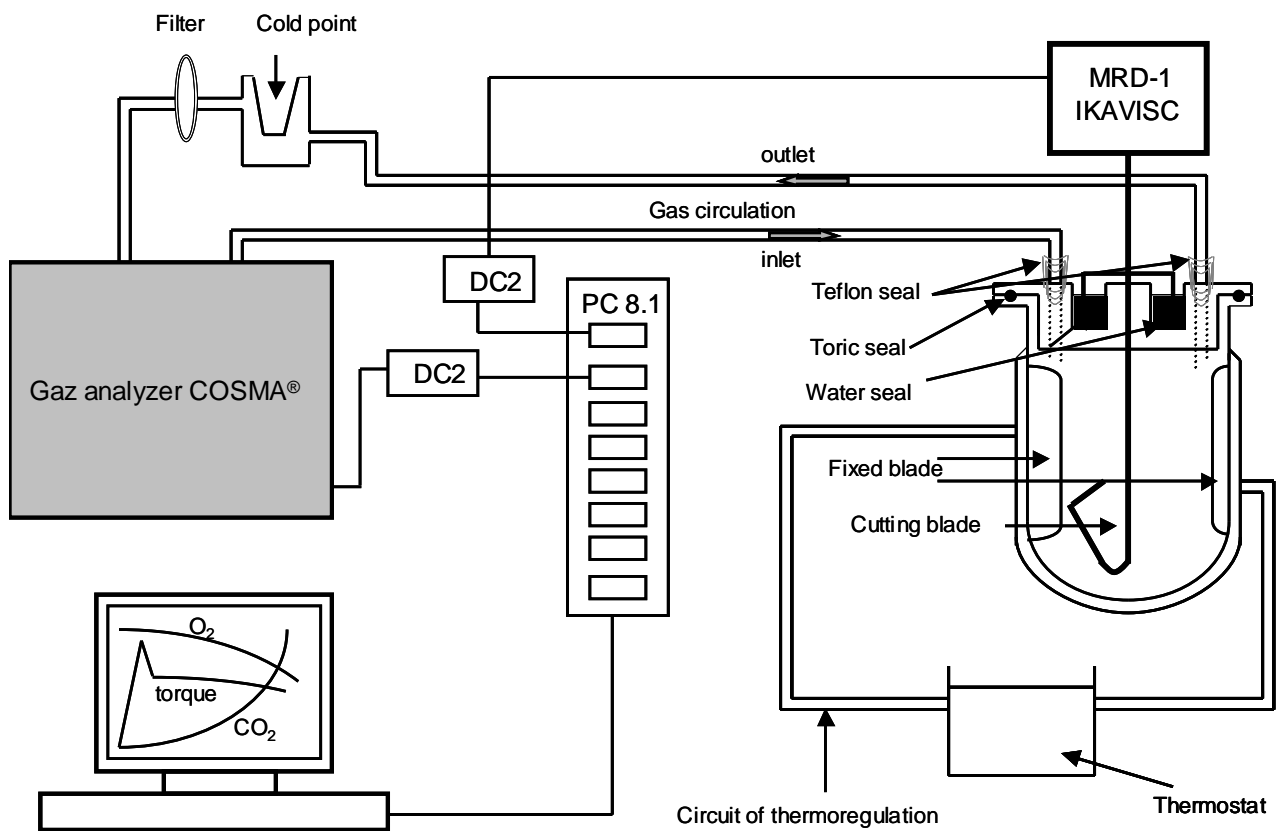 Filter
Cold point
MRD-1
IKAVISC
outlet
Gas circulation
inlet
DC2
PC 8.1
Teflon seal
Toric seal
Water seal
DC2
Gaz analyzer COSMA®
Fixed blade
Cutting blade
O₂
torque
CO₂
Circuit of thermoregulation
Thermostat